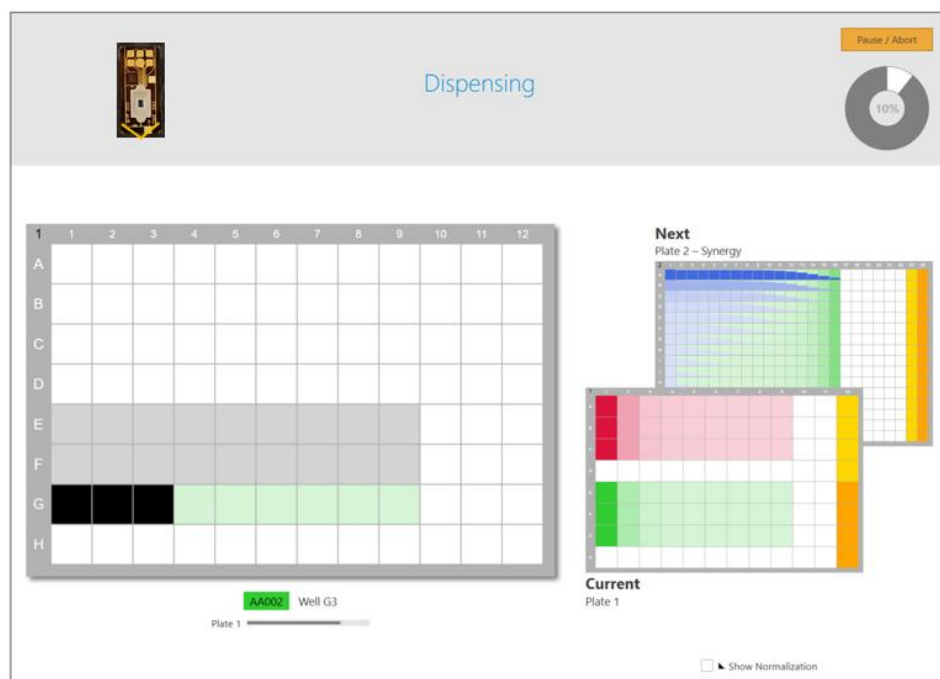 Pause / Abort
Dispensing
10%
1 1 2 3 4 5 6 7 8 9 10 11 12
A
B
C
D
E
F
G
H
AA002 Well G3
Plate 1
Next
Plate 2 – Synergy
Current
Plate 1
Show Normalization